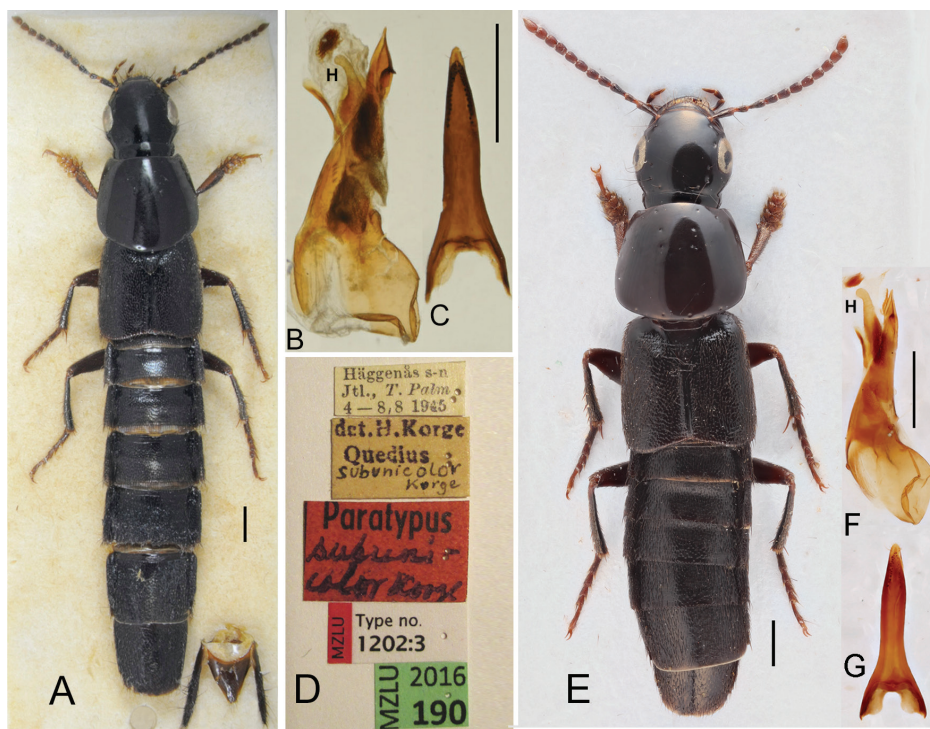 A
B
H
C
Häggenås s-n
Jtl., T. Palm
4 – 8,8 1945
det. H. Korge
Quedius
subunicolor
Korge
Paratypus
subuni-
color Korge
MZLU
Type no.
1202:3
MZLU
2016
190
D
E
H
F
G